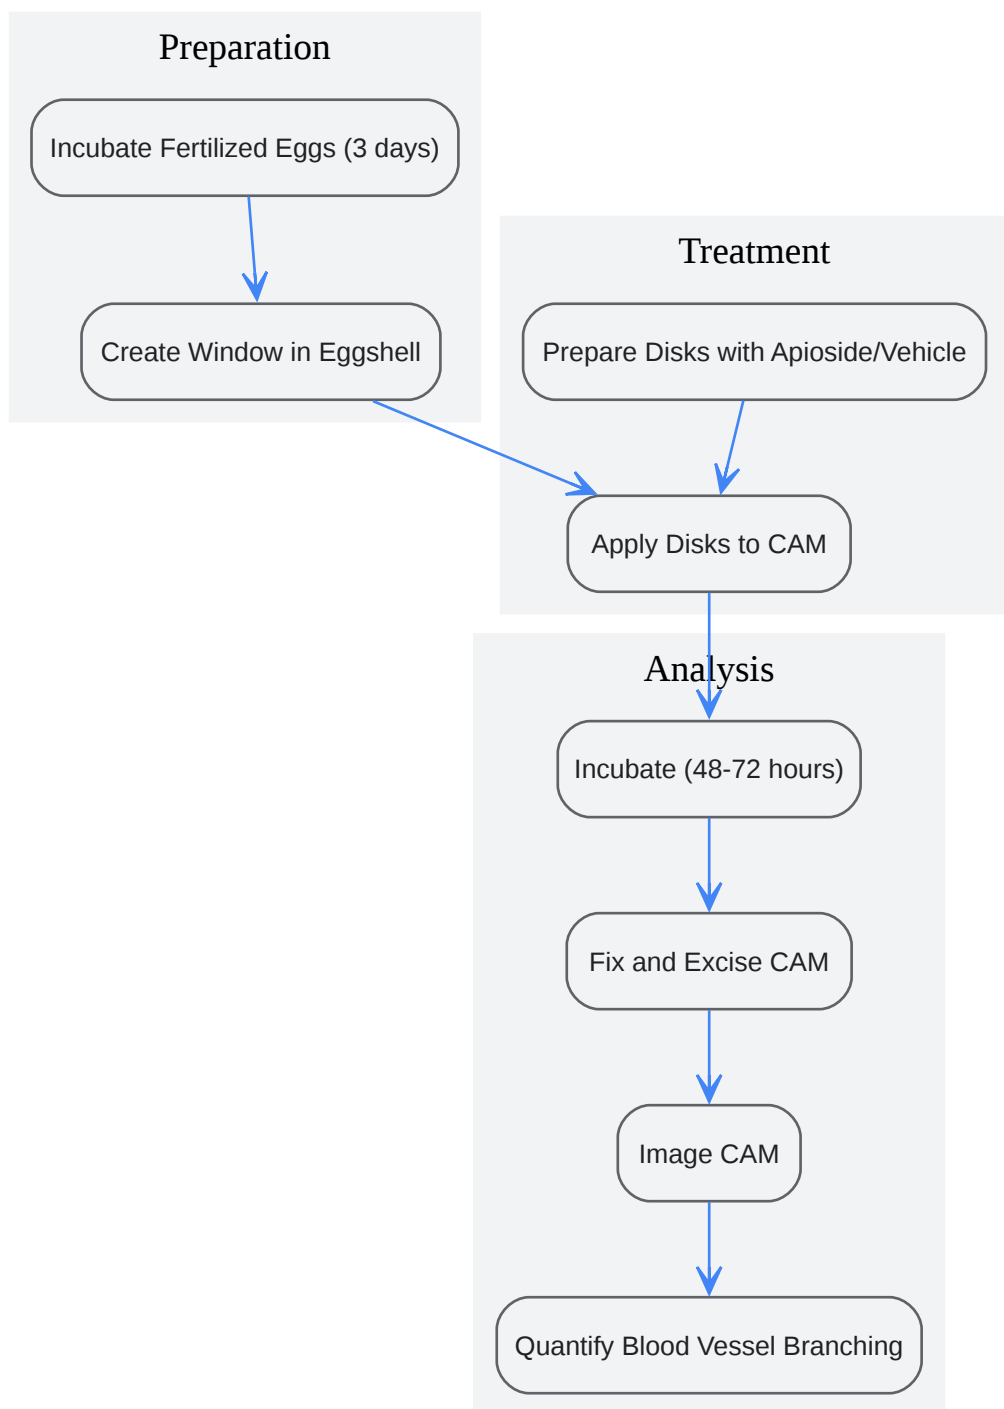 Preparation
Incubate Fertilized Eggs (3 days)
Create Window in Eggshell
Treatment
Prepare Disks with Apioside/Vehicle
Apply Disks to CAM
Analysis
Incubate (48-72 hours)
Fix and Excise CAM
Image CAM
Quantify Blood Vessel Branching